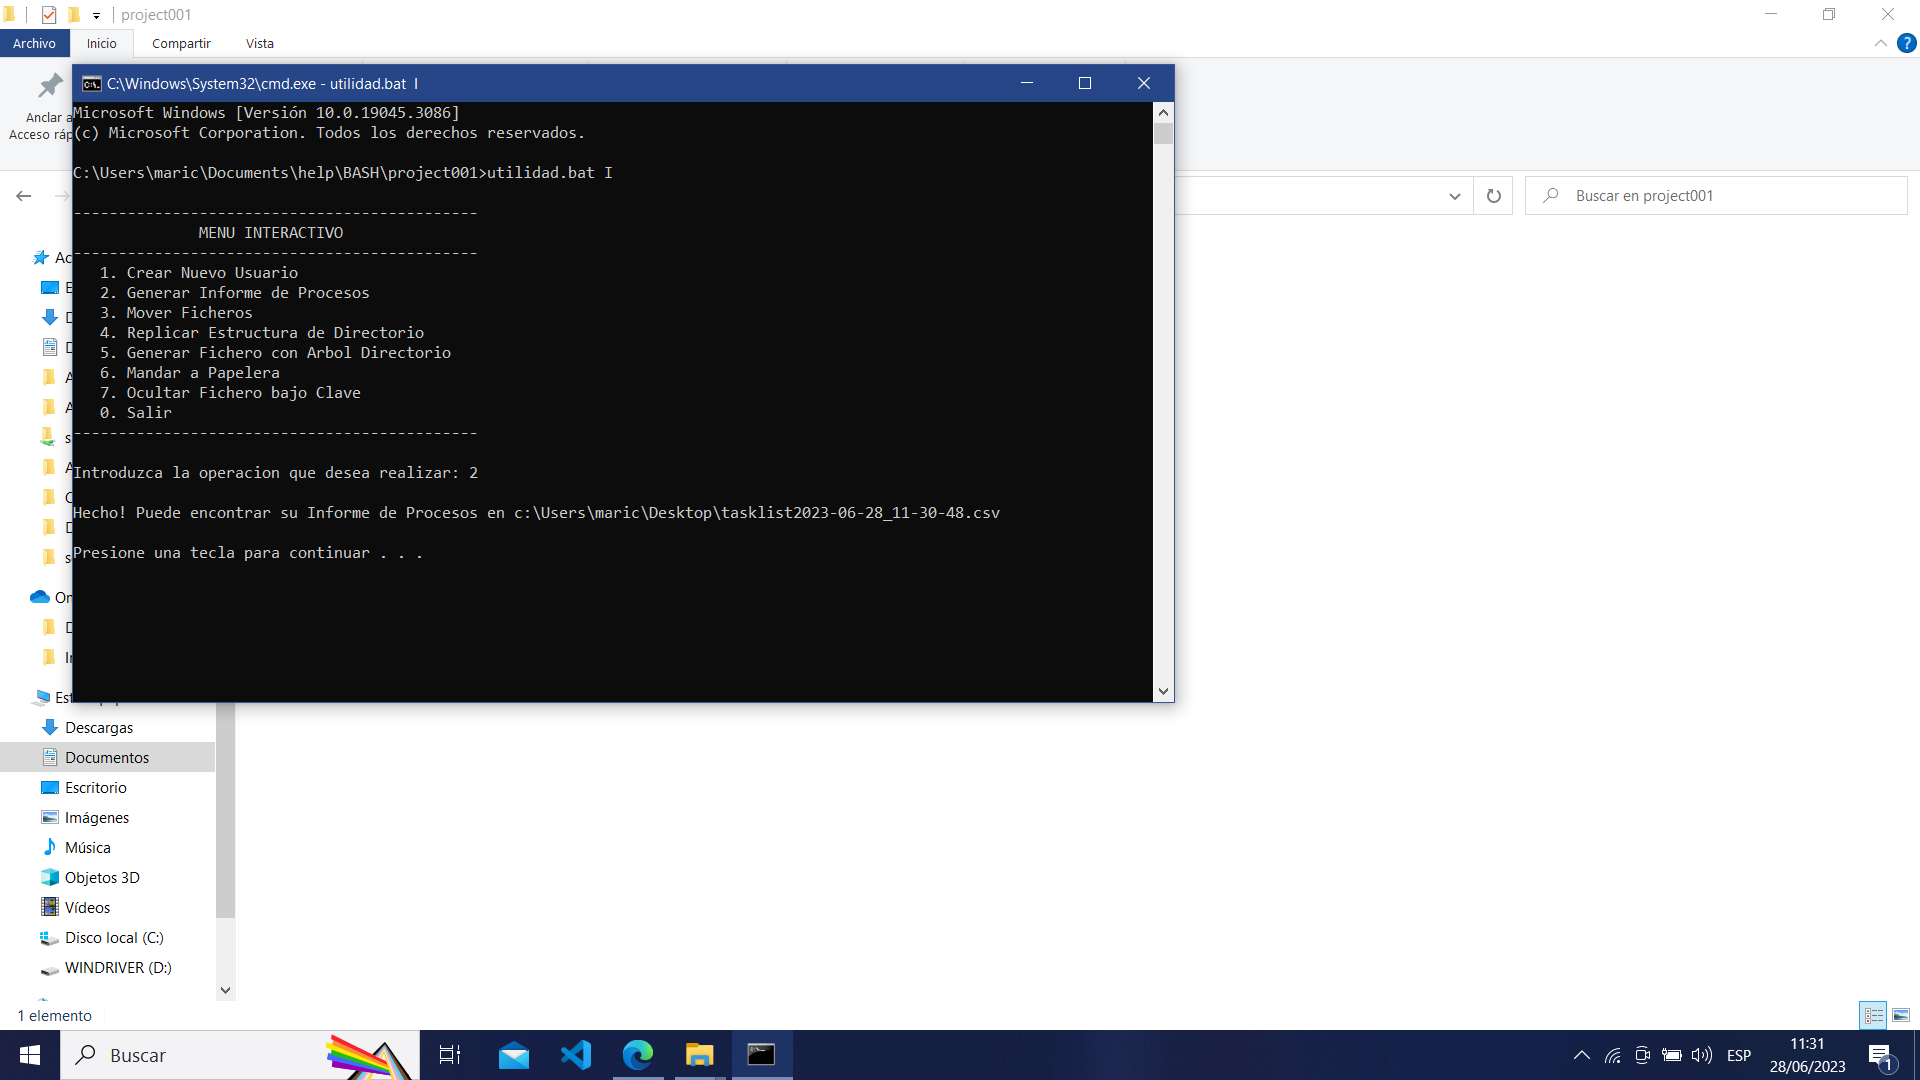 project001
Archivo
Inicio
Compartir
Vista
Anclar a
Acceso
C:\Windows\System32\cmd.exe - utilidad.bat I
Microsoft Windows [Versión 10.0.19045.3086]
(c) Microsoft Corporation. Todos los derechos reservados.
C:\Users\maric\Documents\help\BASH\project001>utilidad.bat I
---------------------------------------------
MENU INTERACTIVO
---------------------------------------------
1. Crear Nuevo Usuario
2. Generar Informe de Procesos
3. Mover Ficheros
4. Replicar Estructura de Directorio
5. Generar Fichero con Arbol Directorio
6. Mandar a Papelera
7. Ocultar Fichero bajo Clave
0. Salir
---------------------------------------------
Introduzca la operacion que desea realizar: 2
Hecho! Puede encontrar su Informe de Procesos en c:\Users\maric\Desktop\tasklist2023-06-28_11-30-48.csv
Presione una tecla para continuar . . .
Buscar en project001
Descargas
Documentos
Escritorio
Imágenes
Música
Objetos 3D
Vídeos
Disco local (C:)
WINDRIVER (D:)
1 elemento
Buscar
ESP
11:31
28/06/2023
1